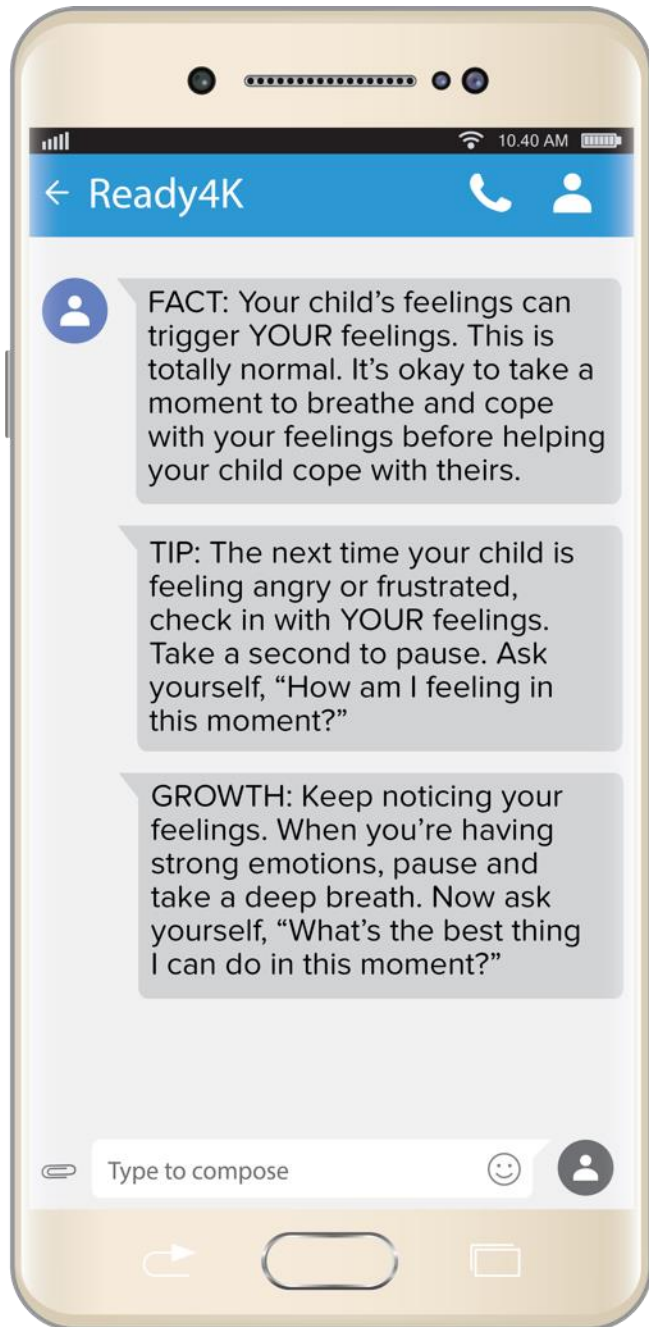 10.40 AM
Ready4K
FACT: Your child’s feelings can
trigger YOUR feelings. This is
totally normal. It’s okay to take a
moment to breathe and cope
with your feelings before helping
your child cope with theirs.
TIP: The next time your child is
feeling angry or frustrated,
check in with YOUR feelings.
Take a second to pause. Ask
yourself, “How am I feeling in
this moment?”
GROWTH: Keep noticing your
feelings. When you’re having
strong emotions, pause and
take a deep breath. Now ask
yourself, “What’s the best thing
I can do in this moment?”
Type to compose